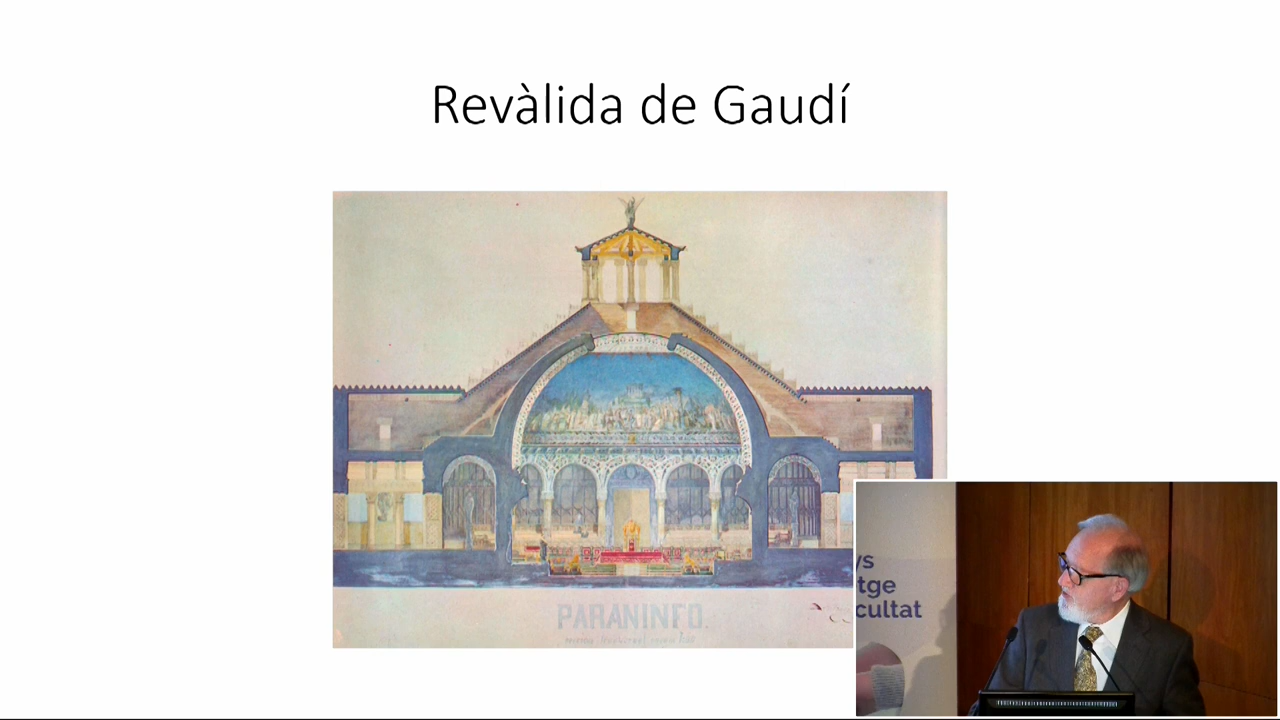 Revàlida de Gaudí
PARANINFO.
ys
tge
cultat